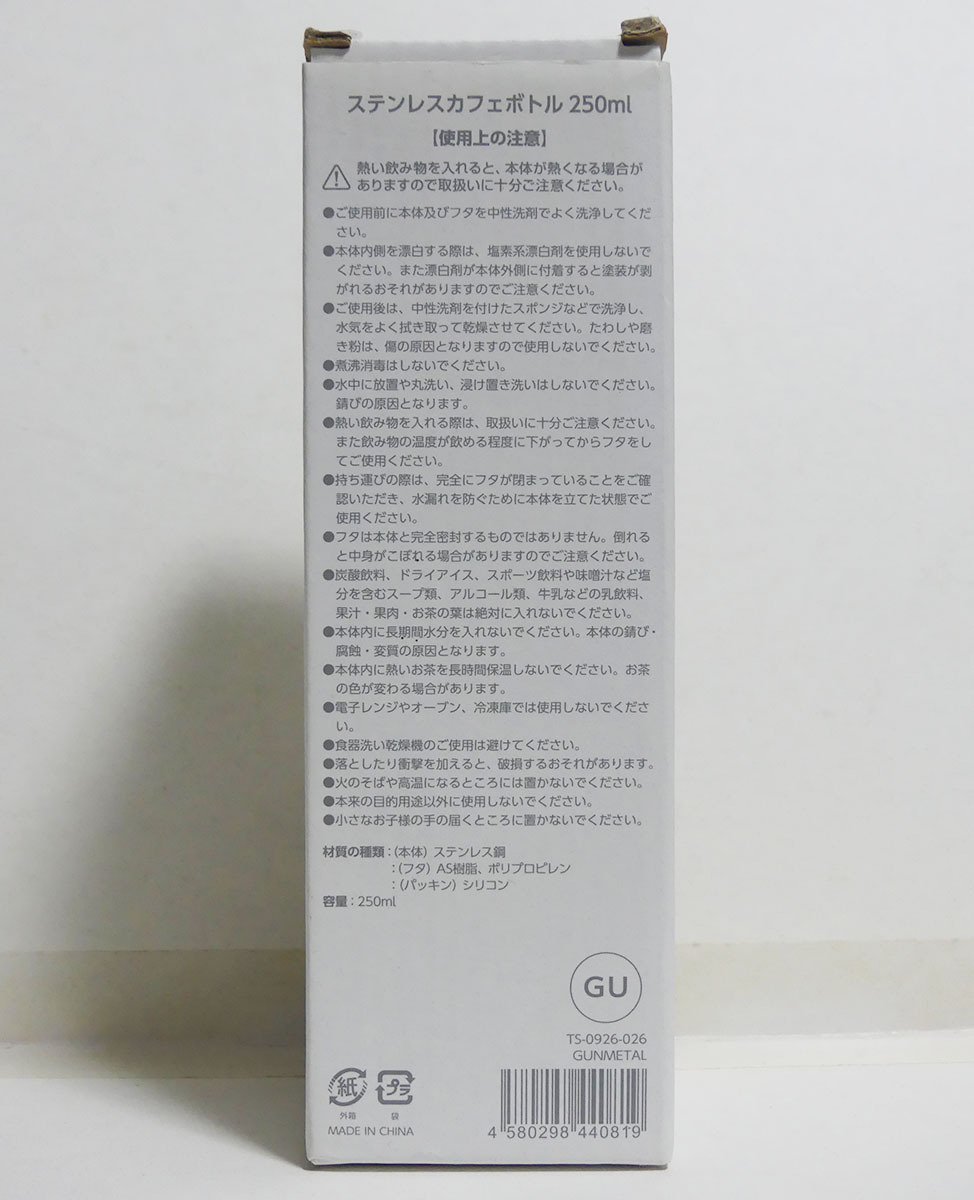 ステンレスカフェボトル 250ml
【使用上の注意】
熱い飲み物を入れると、本体が熱くなる場合が
ありますので取扱いに十分ご注意ください。
●ご使用前に本体及びフタを中性洗剤でよく洗浄してくだ
さい。
●本体内側を漂白する際は、塩素系漂白剤を使用しないで
ください。また漂白剤が本体外側に付着すると塗装が剥
がれるおそれがありますのでご注意ください。
●ご使用後は、中性洗剤を付けたスポンジなどで洗浄し、
水気をよく拭き取って乾燥させてください。たわしや磨
き粉は、傷の原因となりますので使用しないでください。
●煮沸消毒はしないでください。
●水中に放置や丸洗い、浸け置き洗いはしないでください。
錆びの原因となります。
●熱い飲み物を入れる際は、取扱いに十分ご注意ください。
また飲み物の温度が飲める程度に下がってからフタをし
てご使用ください。
●持ち運びの際は、完全にフタが閉まっていることをご確
認いただき、水漏れを防ぐために本体を立てた状態でご
使用ください。
●フタは本体と完全密封するものではありません。倒れる
と中身がこぼれる場合がありますのでご注意ください。
●炭酸飲料、ドライアイス、スポーツ飲料や味噌汁など塩
分を含むスープ類、アルコール類、牛乳などの乳飲料、
果汁・果肉・お茶の葉は絶対に入れないでください。
●本体内に長期間水分を入れないでください。本体の錆び・
腐蝕・変質の原因となります。
●本体内に熱いお茶を長時間保温しないでください。お茶
の色が変わる場合があります。
●電子レンジやオーブン、冷凍庫では使用しないでくださ
い。
●食器洗い乾燥機のご使用は避けてください。
●落としたり衝撃を加えると、破損するおそれがあります。
●火のそばや高温になるところには置かないでください。
●本来の目的用途以外に使用しないでください。
●小さなお子様の手の届くところに置かないでください。
材質の種類：（本体）ステンレス鋼
：（フタ）AS樹脂、ポリプロピレン
：（パッキン）シリコン
容量：250ml
GU
TS-0926-026
GUNMETAL
紙 プラ
外箱 袋
MADE IN CHINA
4 580298 440819